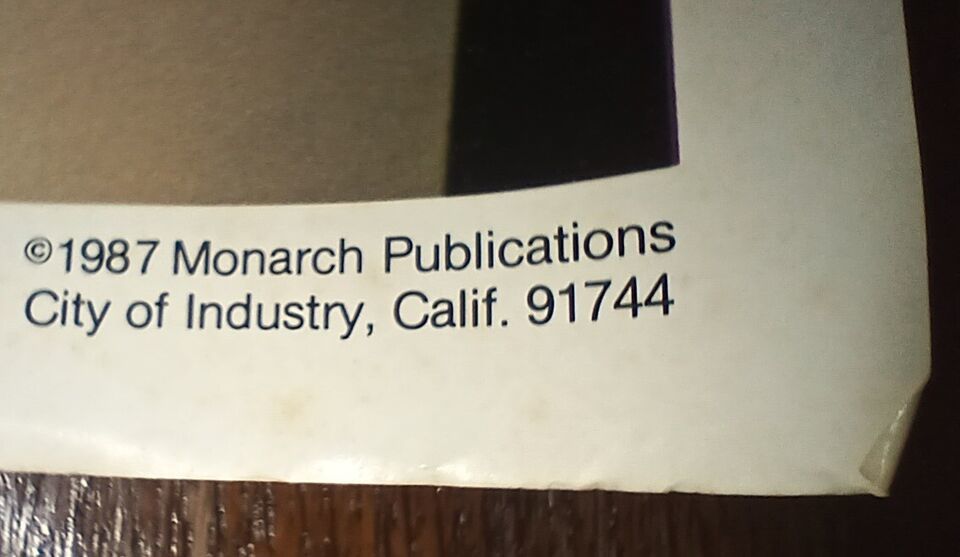 ©1987 Monarch Publications
City of Industry, Calif. 91744